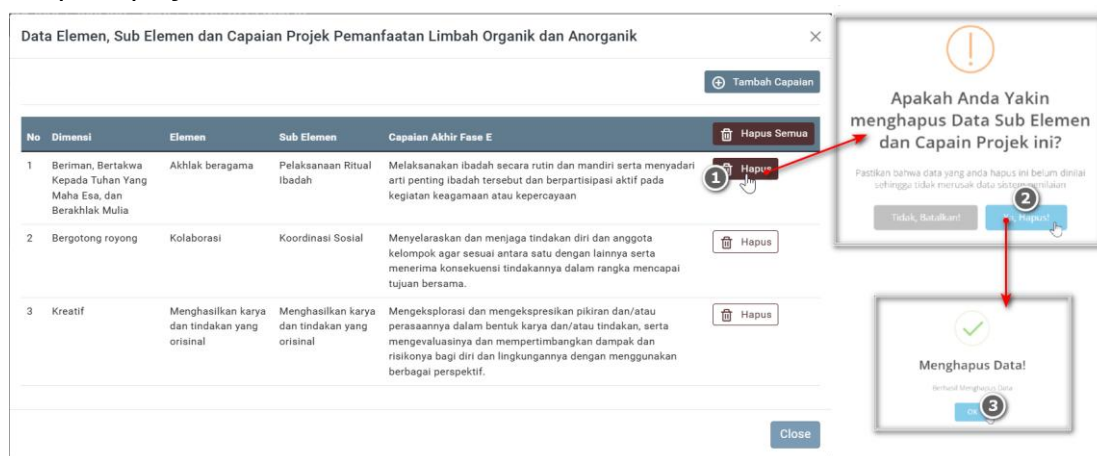 Data Elemen, Sub Elemen dan Capaian Projek Pemanfaatan Limbah Organik dan Anorganik
Tambah Capaian
No Dimensi Elemen Sub Elemen Capaian Akhir Fase E Hapus Semua
1 Beriman, Bertakwa Akhlak beragama Pelaksanaan Ritual Melaksanakan ibadah secara rutin dan mandiri serta menyadari Hapus
Kepada Tuhan Yang Ibadah arti penting ibadah tersebut dan berpartisipasi aktif pada
Maha Esa, dan kegiatan keagamaan atau kepercayaan
Berakhlak Mulia
2 Bergotong royong Kolaborasi Koordinasi Sosial Menyelaraskan dan menjaga tindakan diri dan anggota Hapus
kelompok agar sesuai antara satu dengan lainnya serta
menerima konsekuensi tindakannya dalam rangka mencapai
tujuan bersama.
3 Kreatif Menghasilkan karya Menghasilkan karya Mengeksplorasi dan mengekspresikan pikiran dan/atau Hapus
dan tindakan yang dan tindakan yang perasaannya dalam bentuk karya dan/atau tindakan, serta
orisinal orisinal mengevaluasinya dan mempertimbangkan dampak dan
risikonya bagi diri dan lingkungannya dengan menggunakan
berbagai perspektif.
Close
1
Apakah Anda Yakin
menghapus Data Sub Elemen
dan Capain Projek ini?
Pastikan bahwa data yang anda hapus ini belum dinilai
sehingga tidak merusak data sistem penilaian
2
Tidak, Batalkan! Ya, Hapus!
Menghapus Data!
Berhasil Menghapus Data
OK 3